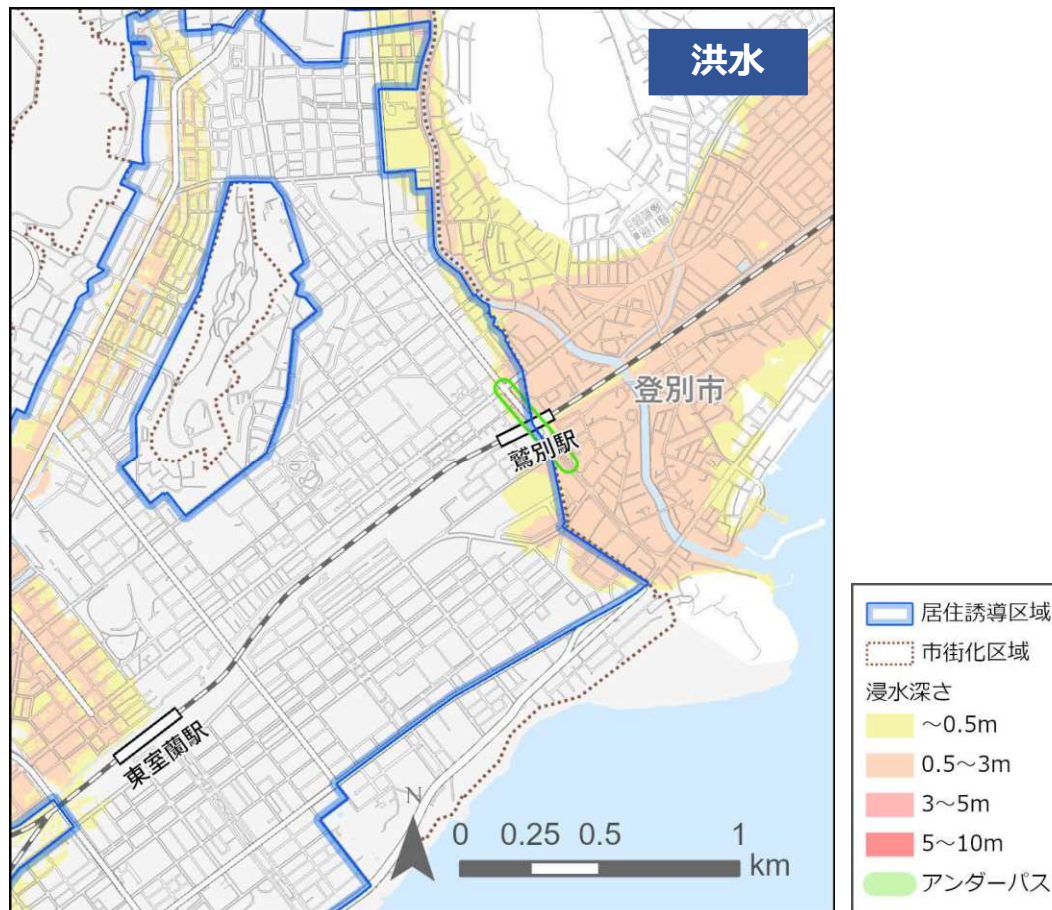 洪水
登別市
鷲別駅
東室蘭駅
N
0 0.25 0.5 1
km
居住誘導区域
市街化区域
浸水深さ
～0.5m
0.5～3m
3～5m
5～10m
アンダーパス